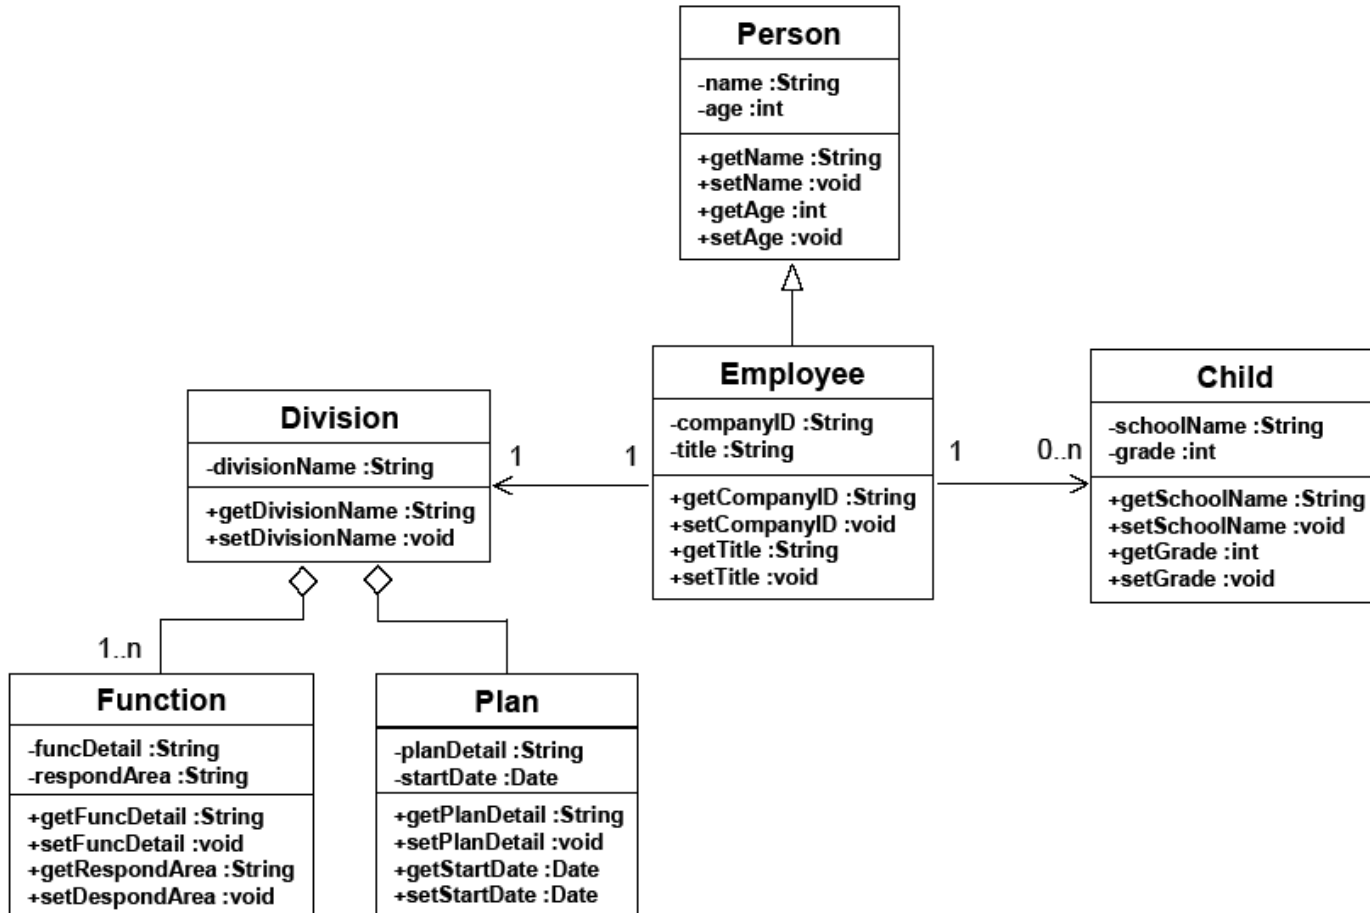 Person
-name :String
-age :int
+getName :String
+setName :void
+getAge :int
+setAge :void
Employee
-companyID :String
-title :String
+getCompanyID :String
+setCompanyID :void
+getTitle :String
+setTitle :void
Child
-schoolName :String
-grade :int
+getSchoolName :String
+setSchoolName :void
+getGrade :int
+setGrade :void
Division
-divisionName :String
+getDivisionName :String
+setDivisionName :void
1
1
1
0..n
1..n
Function
-funcDetail :String
-respondArea :String
+getFuncDetail :String
+setFuncDetail :void
+getRespondArea :String
+setDespondArea :void
Plan
-planDetail :String
-startDate :Date
+getPlanDetail :String
+setPlanDetail :void
+getStartDate :Date
+setStartDate :Date